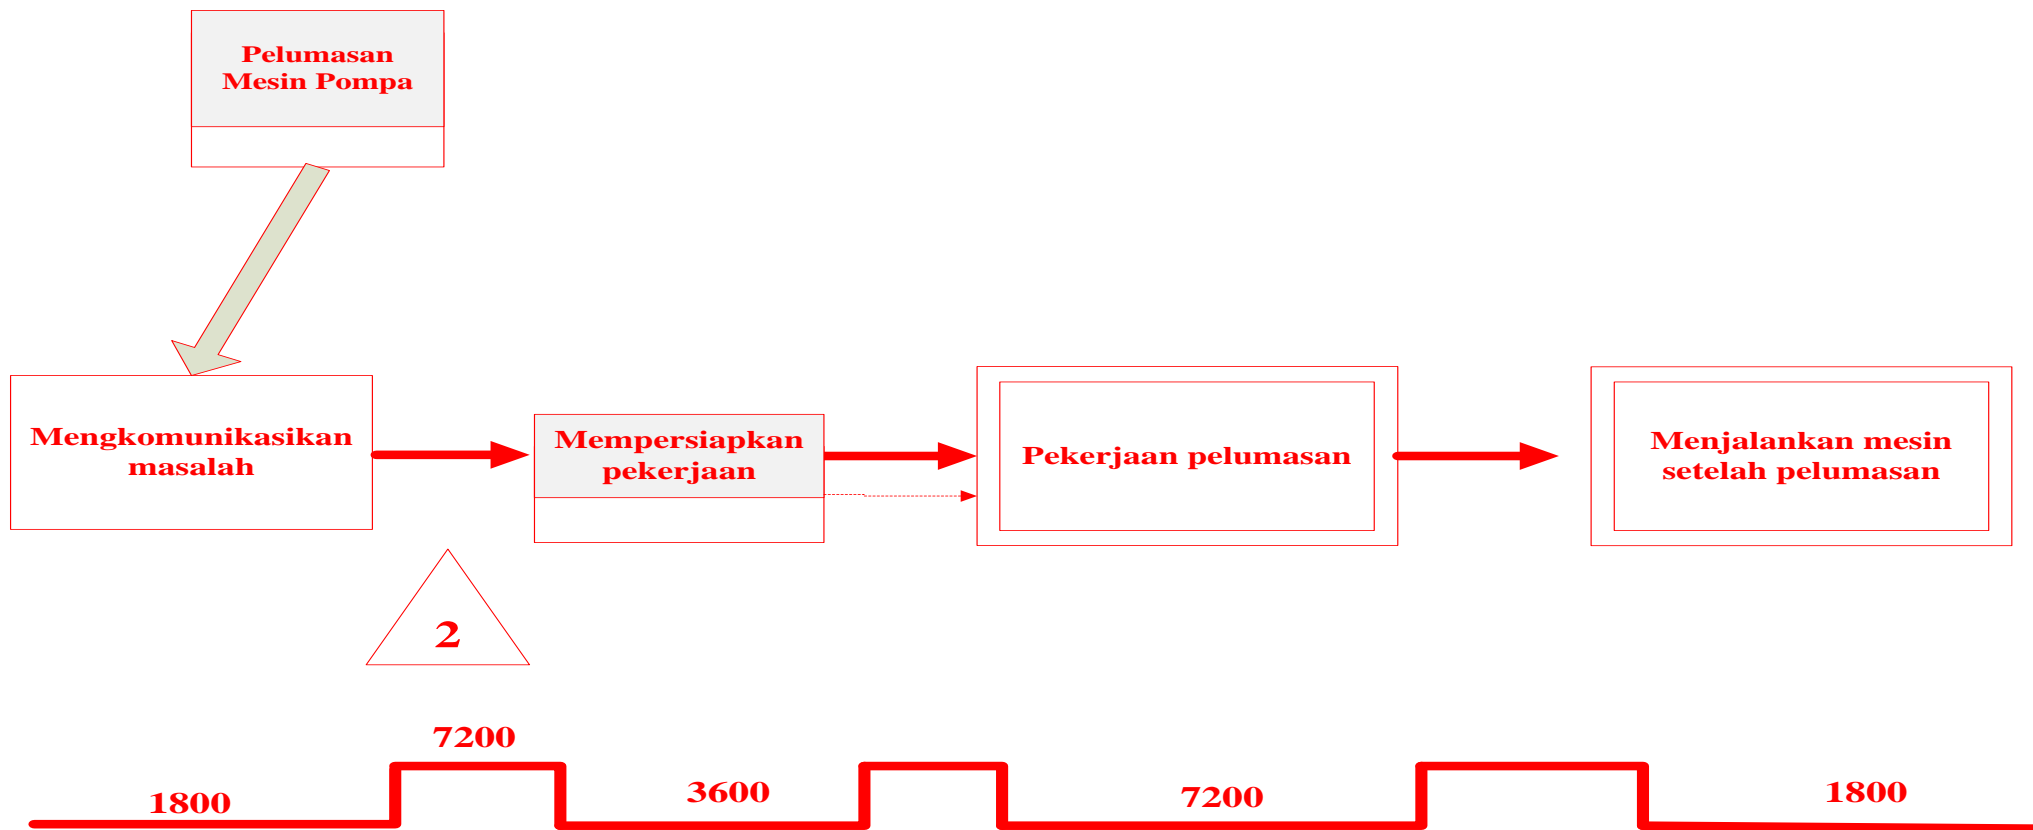 Pelumasan
Mesin Pompa
Mengkomunikasikan
masalah
Mempersiapkan
pekerjaan
Pekerjaan pelumasan
Menjalankan mesin
setelah pelumasan
2
7200
1800
3600
7200
1800